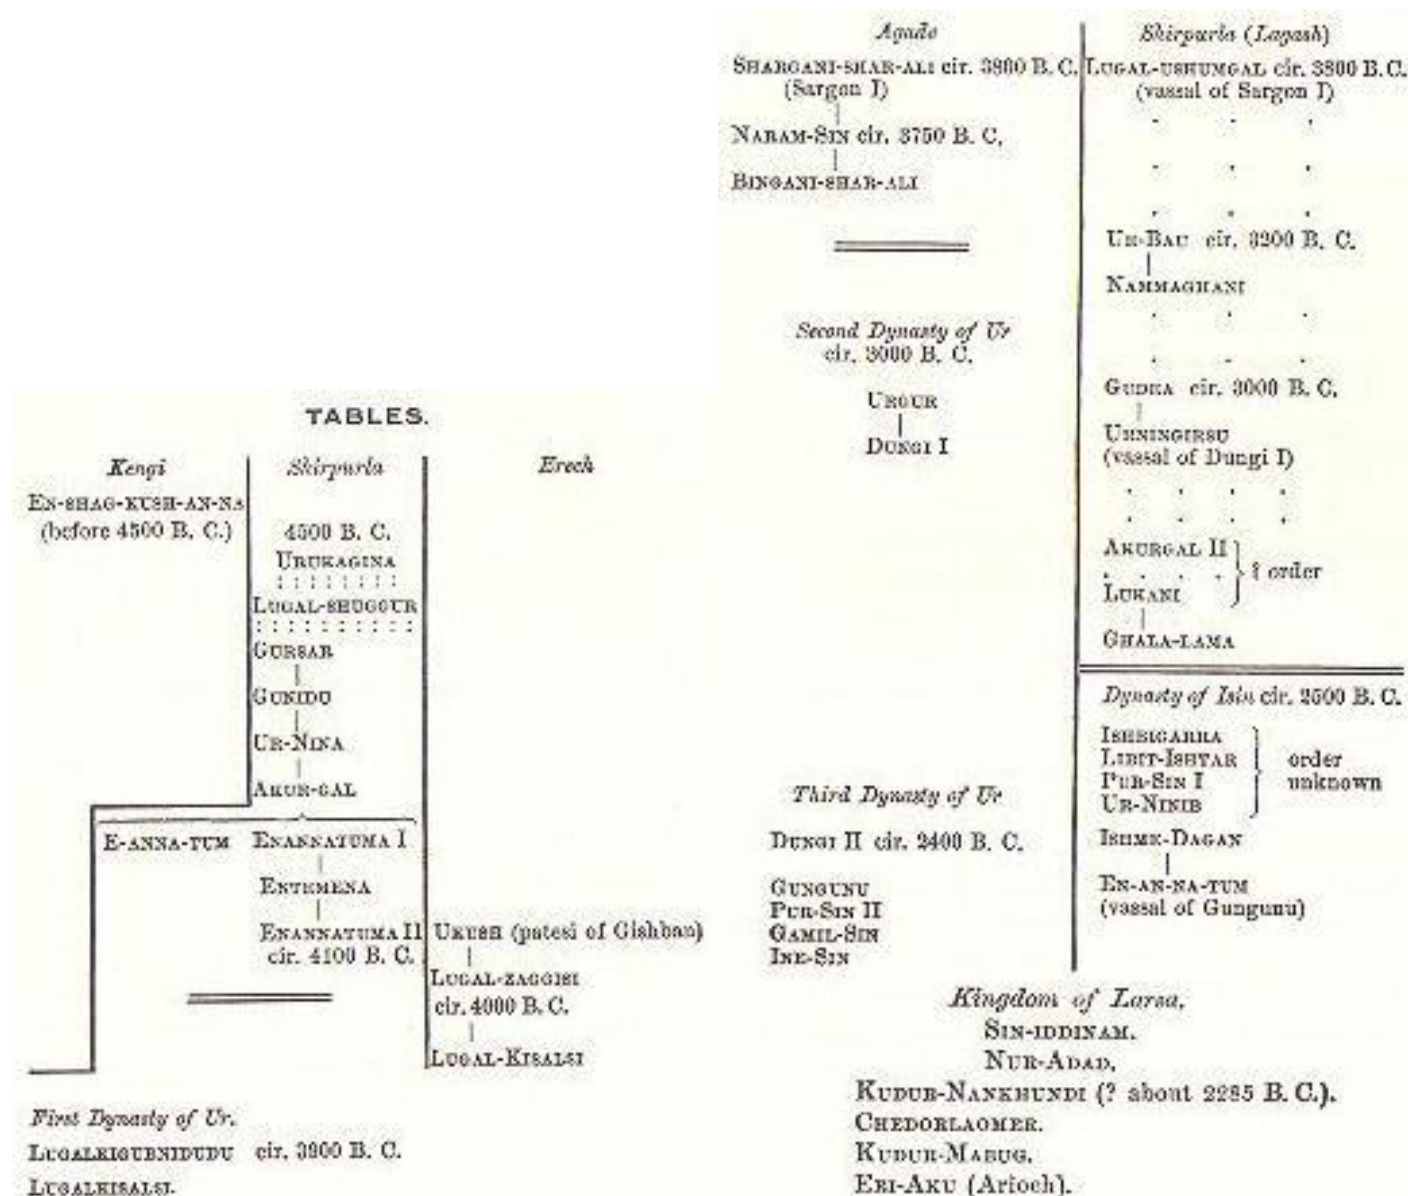 TABLES.
Kengi
EN-SHAG-KUSH-AN-NA
(before 4500 B. C.)
Shirpurla
4500 B. C.
URUKAGINA
LUGAL-SHUGGUR
GURSAR
GUNIDU
UR-NINA
AKUR-GAL
E-ANNA-TUM ENANNATUMA I
ENTEMENA
ENANNATUMA II
cir. 4100 B. C.
Erech
UKUSH (patesi of Gishban)
LUGAL-ZAGGISI
cir. 4000 B. C.
LUGAL-KISALSI
First Dynasty of Ur.
LUGALKIGUBNIDUDU cir. 3900 B. C.
LUGALKISALSI.
Agade
SHARGANI-SHAR-ALI cir. 3800 B. C.
(Sargon I)
NARAM-SIN cir. 3750 B. C.
BINGANI-SHAR-ALI
Second Dynasty of Ur
cir. 3000 B. C.
URGUR
DUNGI I
Third Dynasty of Ur
DUNGI II cir. 2400 B. C.
GUNGUNU
PUR-SIN II
GAMIL-SIN
INE-SIN
Shirpurla (Lagash)
LUGAL-USHUMGAL cir. 3800 B. C.
(vassal of Sargon I)
UR-BAU cir. 3200 B. C.
NAMMAGHANI
GUDEA cir. 3000 B. C.
URNINGIRSU
(vassal of Dungi I)
AKURGAL II
? order
LUKANI
GHALA-LAMA
Dynasty of Isin cir. 2500 B. C.
ISHBIGARRA
LIBIT-ISHTAR
PUR-SIN I
UR-NINIB
order
unknown
ISHME-DAGAN
EN-AN-NA-TUM
(vassal of Gungunu)
Kingdom of Larsa.
SIN-IDDINAM.
NUR-ADAD.
KUDUR-NANKHUNDI (? about 2285 B. C.).
CHEDORLAOMER.
KUDUR-MABUG.
ERI-AKU (Arioch).